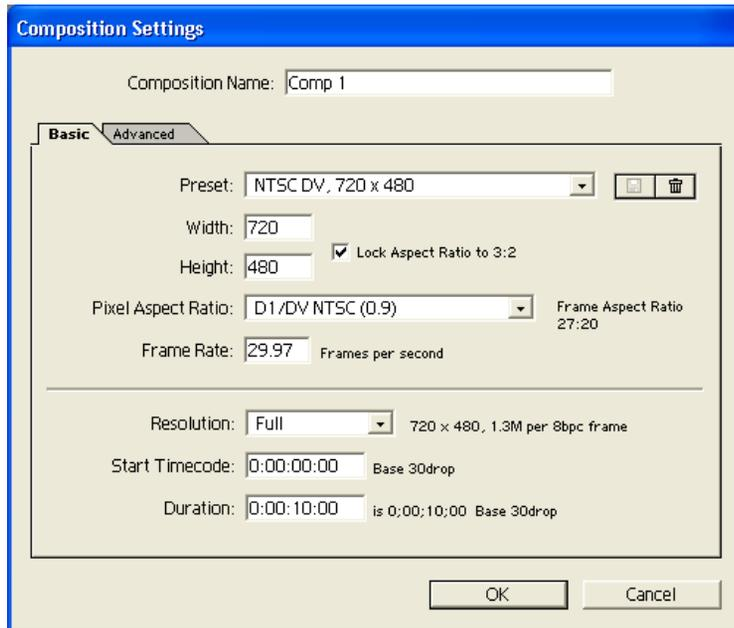 Composition Settings
Composition Name: Comp 1
Basic Advanced
Preset: NTSC DV, 720 x 480
Width: 720
Lock Aspect Ratio to 3:2
Height: 480
Pixel Aspect Ratio: D1/DV NTSC (0.9) Frame Aspect Ratio
27:20
Frame Rate: 29.97 Frames per second
Resolution: Full 720 x 480, 1.3M per 8bpc frame
Start Timecode: 0:00:00:00 Base 30drop
Duration: 0:00:10:00 is 0;00;10;00 Base 30drop
OK Cancel